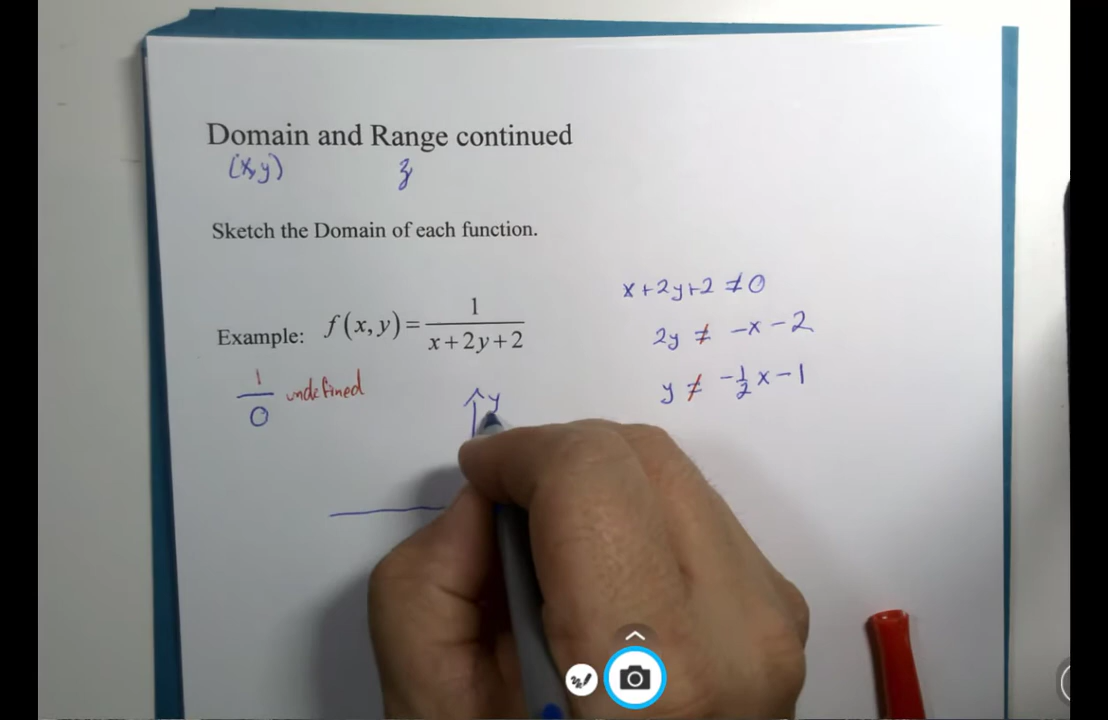 Domain and Range continued
(x,y) z
Sketch the Domain of each function.
x+2y+2 ≠ 0
Example: f(x,y) = 1/(x+2y+2)
2y ≠ -x - 2
1/0 undefined
y ≠ -1/2 x - 1
y